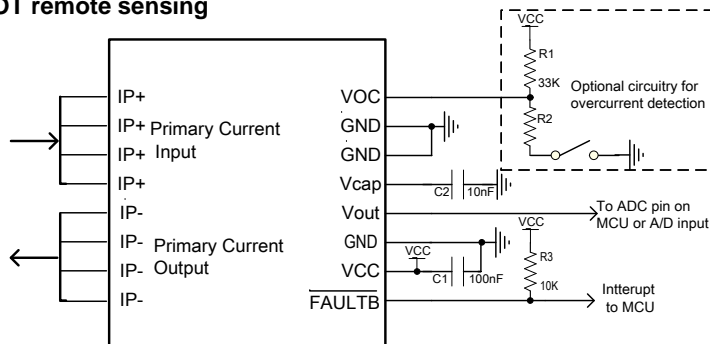 OT remote sensing
VCC
R1
33K
R2
Optional circuitry for
overcurrent detection
IP+
IP+
IP+
IP+
IP-
IP-
IP-
IP-
Primary Current
Input
Primary Current
Output
VOC
GND
GND
Vcap
Vout
GND
VCC
FAULTB
C2
10nF
To ADC pin on
MCU or A/D input
VCC
C1
100nF
VCC
R3
10K
Intterupt
to MCU